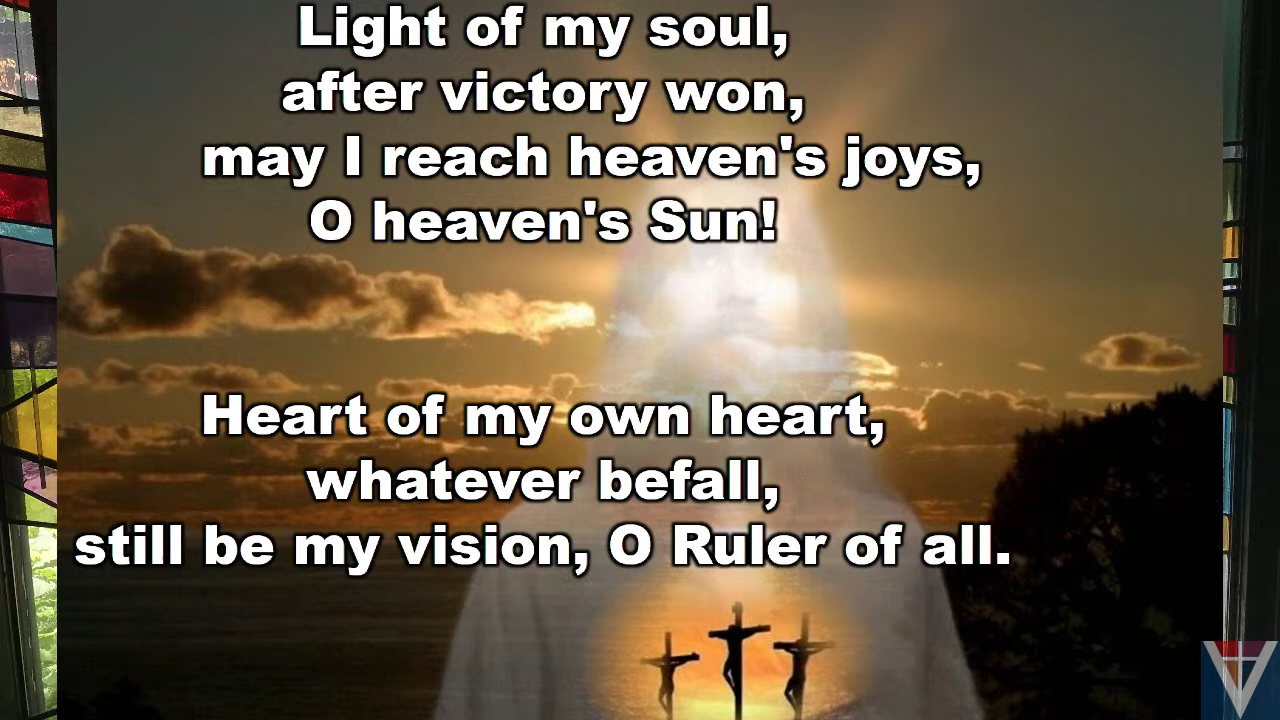 Light of my soul,
after victory won,
may I reach heaven's joys,
O heaven's Sun!
Heart of my own heart,
whatever befall,
still be my vision, O Ruler of all.